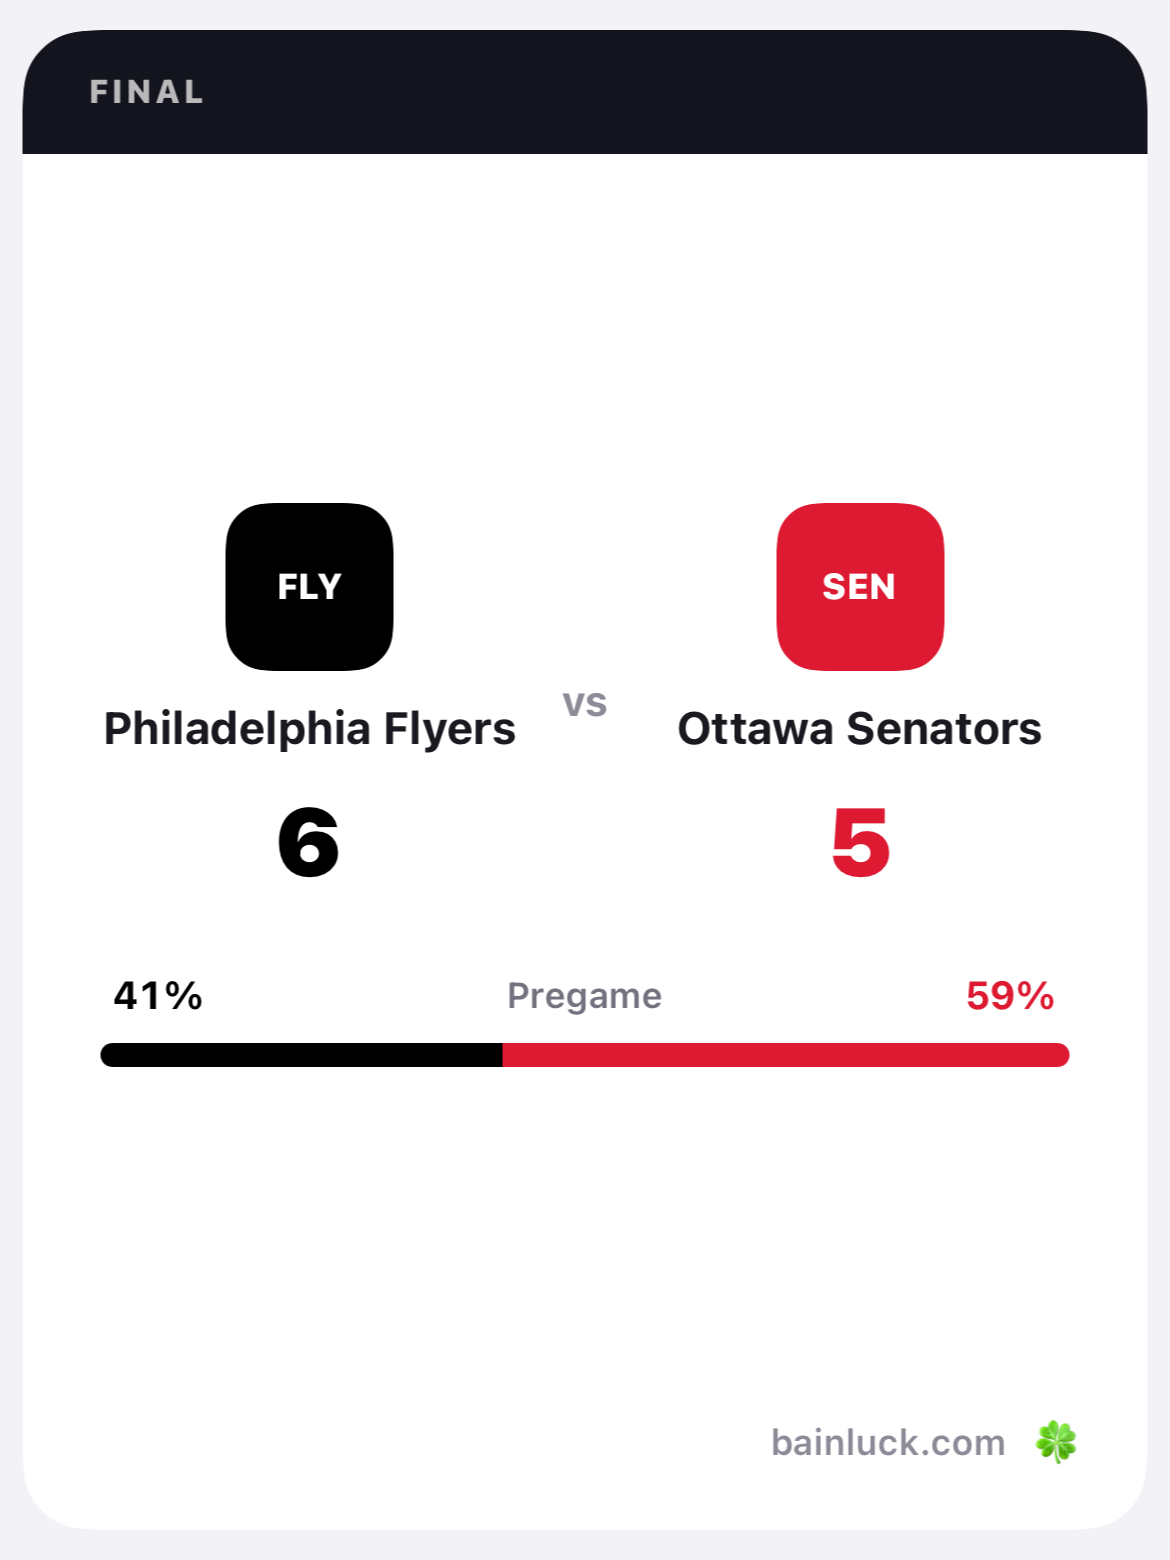 FINAL
FLY
SEN
Philadelphia Flyers
vs
Ottawa Senators
6
5
41%
Pregame
59%
bainluck.com 🍀